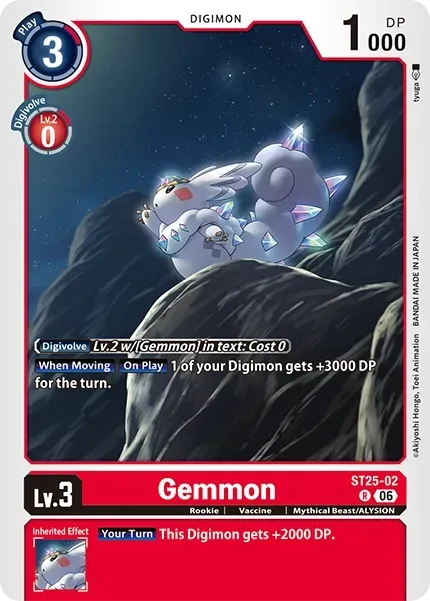 DIGIMON
Play
3
1000
DP
Digivolve
Lv.2
0
tyuga
©Akiyoshi Hongo, Toei Animation BANDAI MADE IN JAPAN
Digivolve Lv.2 w/[Gemmon] in text: Cost 0
When Moving On Play 1 of your Digimon gets +3000 DP
for the turn.
Lv.3
Gemmon
ST25-02
R 06
Rookie | Vaccine | Mythical Beast/ALYSION
Inherited Effect
Your Turn This Digimon gets +2000 DP.